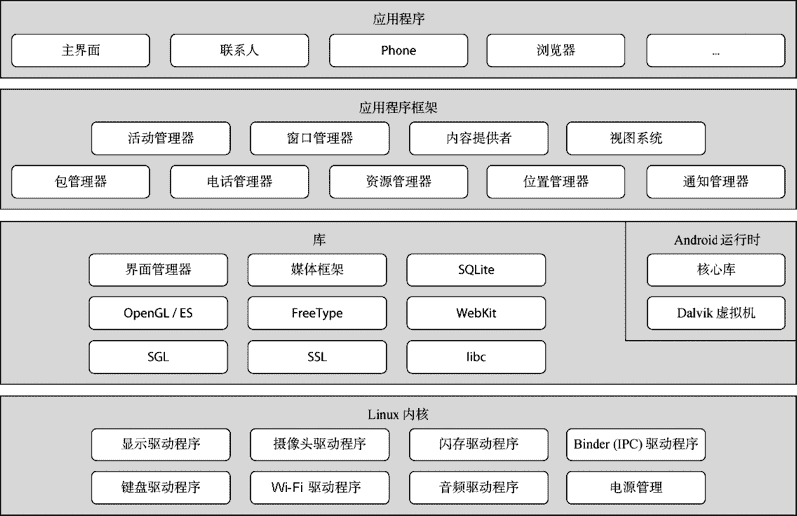 应用程序
主界面
联系人
Phone
浏览器
...
应用程序框架
活动管理器
窗口管理器
内容提供者
视图系统
包管理器
电话管理器
资源管理器
位置管理器
通知管理器
库
界面管理器
媒体框架
SQLite
OpenGL / ES
FreeType
WebKit
SGL
SSL
libc
Android 运行时
核心库
Dalvik 虚拟机
Linux 内核
显示驱动程序
摄像头驱动程序
闪存驱动程序
Binder (IPC) 驱动程序
键盘驱动程序
Wi-Fi 驱动程序
音频驱动程序
电源管理